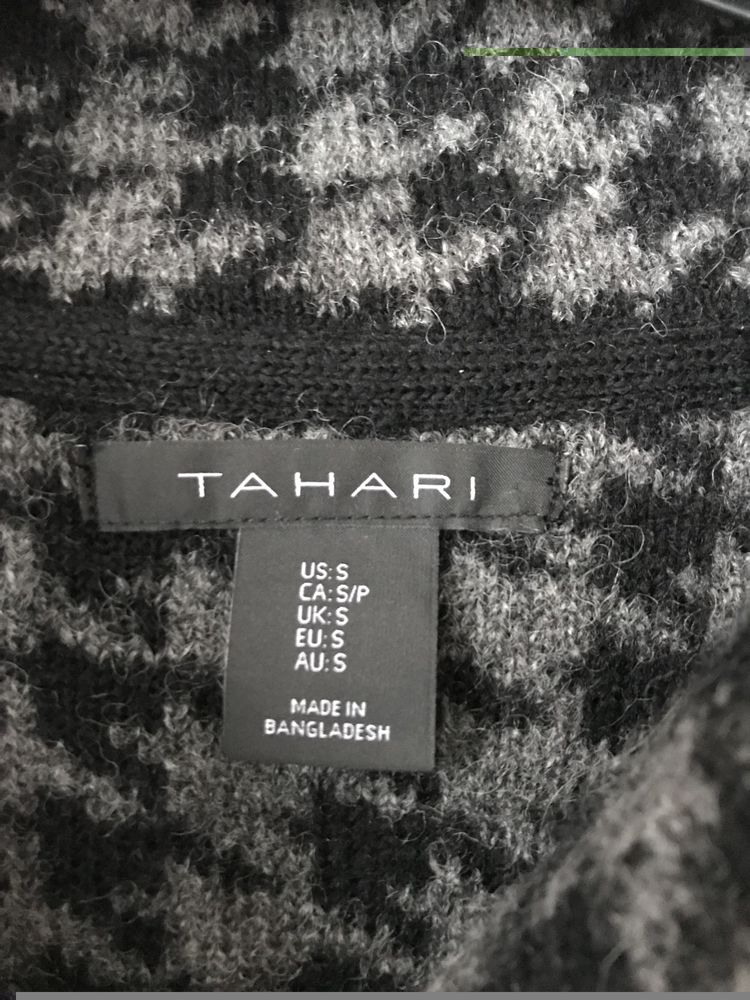 TAHARI
US: S
CA: S/P
UK: S
EU: S
AU: S
MADE IN
BANGLADESH